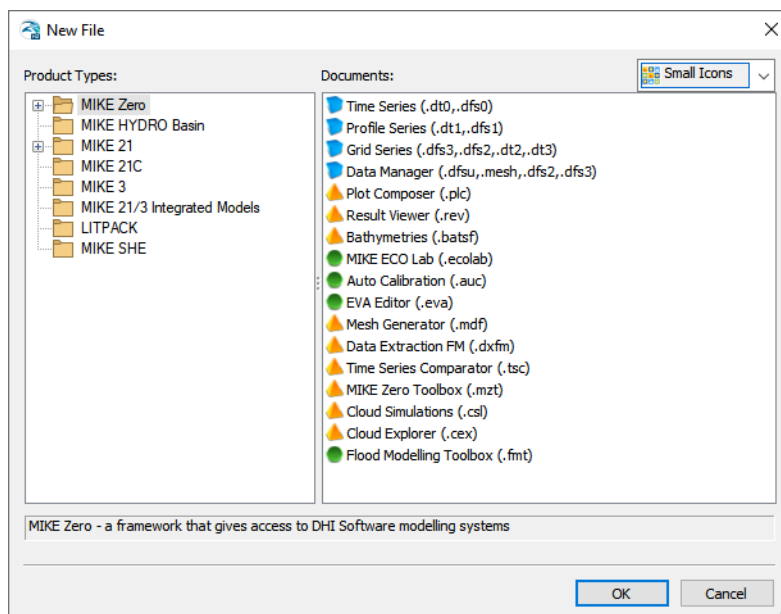 New File
Product Types:
Documents:
Small Icons
MIKE Zero
MIKE HYDRO Basin
MIKE 21
MIKE 21C
MIKE 3
MIKE 21/3 Integrated Models
LITPACK
MIKE SHE
Time Series (.dt0,.dfs0)
Profile Series (.dt1,.dfs1)
Grid Series (.dfs3,.dfs2,.dt2,.dt3)
Data Manager (.dfsu,.mesh,.dfs2,.dfs3)
Plot Composer (.plc)
Result Viewer (.rev)
Bathymetries (.batsf)
MIKE ECO Lab (.ecolab)
Auto Calibration (.auc)
EVA Editor (.eva)
Mesh Generator (.mdf)
Data Extraction FM (.dxfm)
Time Series Comparator (.tsc)
MIKE Zero Toolbox (.mzt)
Cloud Simulations (.csl)
Cloud Explorer (.cex)
Flood Modelling Toolbox (.fmt)
MIKE Zero - a framework that gives access to DHI Software modelling systems
OK
Cancel